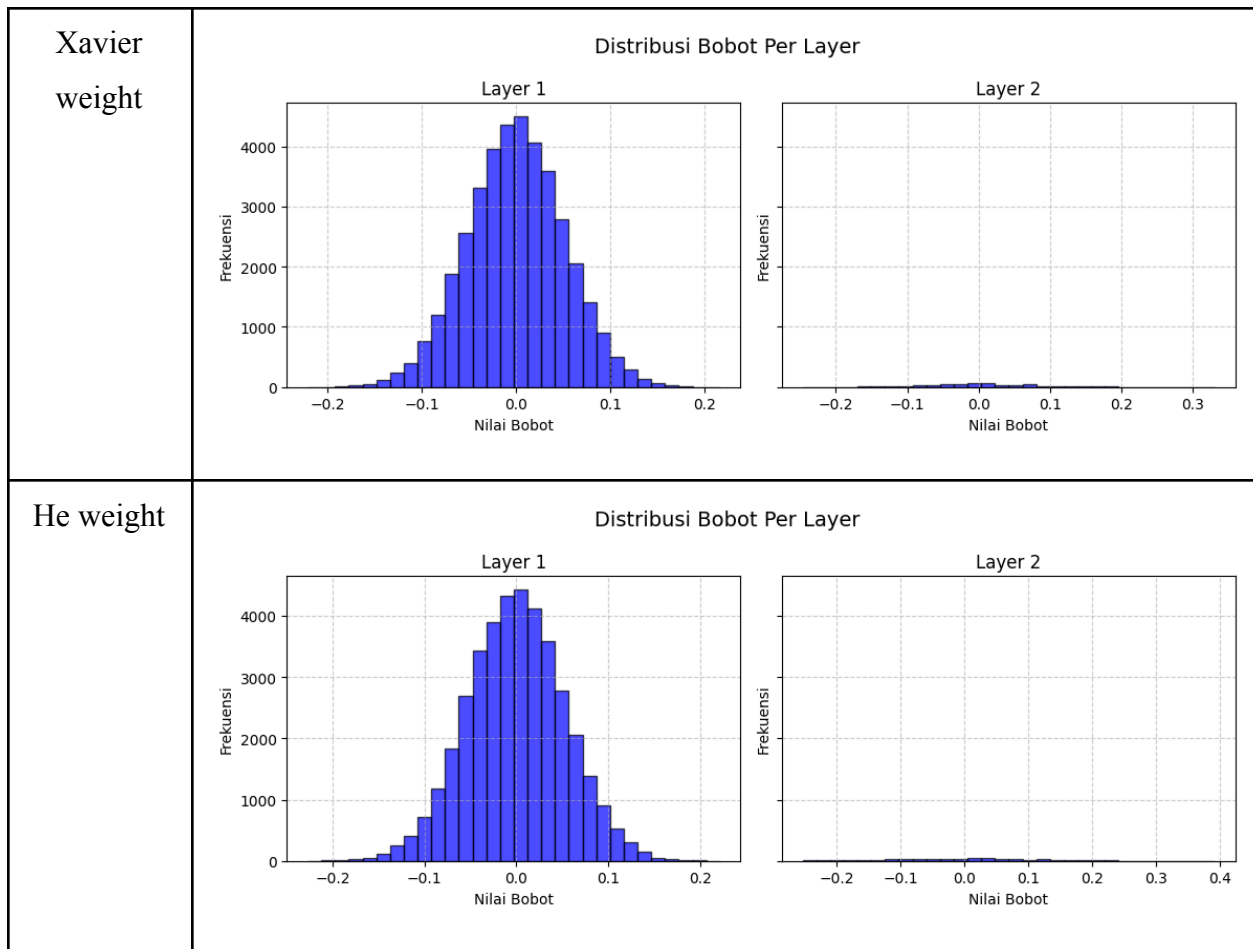 Xavier
weight
Distribusi Bobot Per Layer
Layer 1
Layer 2
Frekuensi
4000
3000
2000
1000
0
−0.2 −0.1 0.0 0.1 0.2
Nilai Bobot
Frekuensi
−0.2 −0.1 0.0 0.1 0.2 0.3
Nilai Bobot
He weight
Distribusi Bobot Per Layer
Layer 1
Layer 2
Frekuensi
4000
3000
2000
1000
0
−0.2 −0.1 0.0 0.1 0.2
Nilai Bobot
Frekuensi
−0.2 −0.1 0.0 0.1 0.2 0.3 0.4
Nilai Bobot